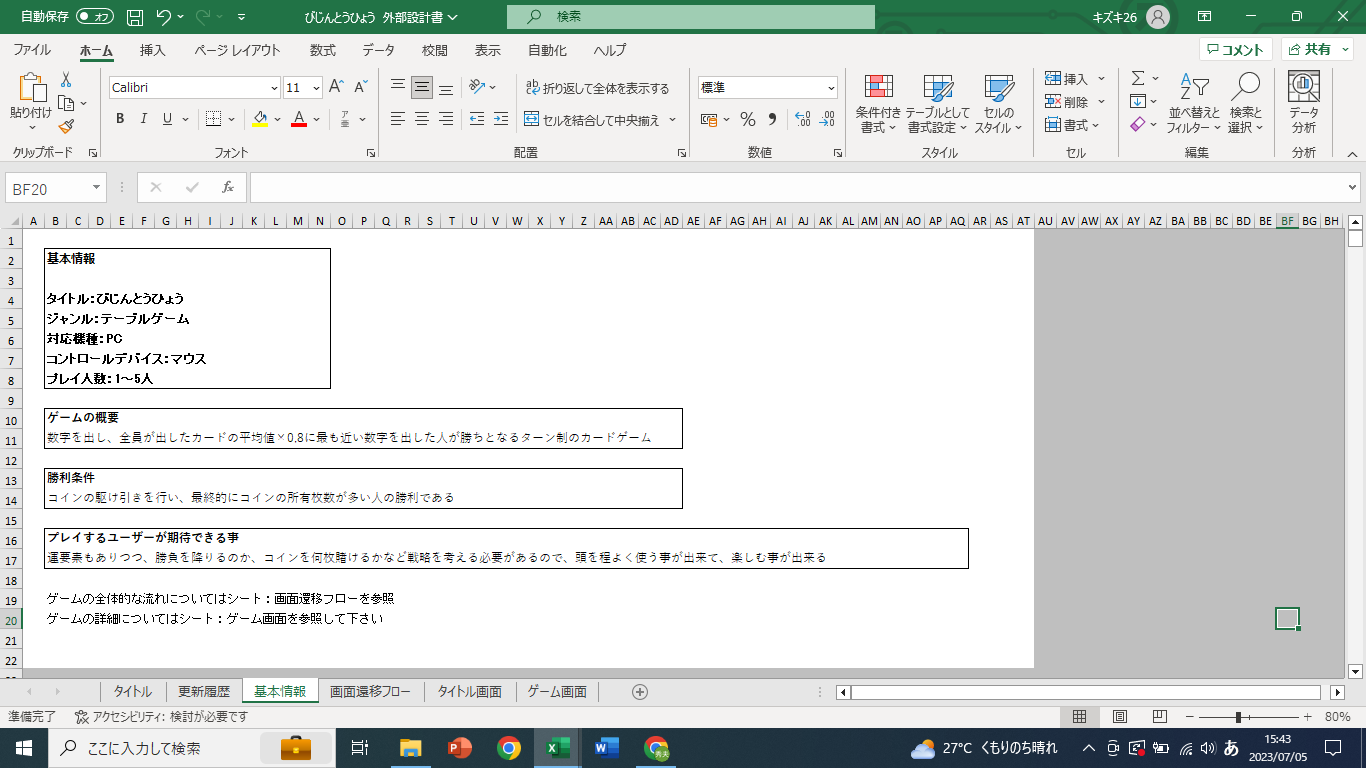 自動保存 オフ びじんとうひょう 外部設計書 検索 キズキ26
ファイル ホーム 挿入 ページ レイアウト 数式 データ 校閲 表示 自動化 ヘルプ コメント 共有
貼り付け Calibri 11 A A 折り返して全体を表示する 標準 条件付き書式 テーブルとして書式設定 セルのスタイル 挿入 削除 書式 並べ替えとフィルター 検索と選択 データ分析
B I U A セルを結合して中央揃え % 
クリップボード フォント 配置 数値 スタイル セル 編集 分析
BF20 fx
A B C D E F G H I J K L M N O P Q R S T U V W X Y Z AA AB AC AD AE AF AG AH AI AJ AK AL AM AN AO AP AQ AR AS AT AU AV AW AX AY AZ BA BB BC BD BE BF BG BH
1
2 基本情報
3
4 タイトル：びじんとうひょう
5 ジャンル：テーブルゲーム
6 対応機種：PC
7 コントロールデバイス：マウス
8 プレイ人数：1～5人
9
10 ゲームの概要
11 数字を出し、全員が出したカードの平均値×0.8に最も近い数字を出した人が勝ちとなるターン制のカードゲーム
12
13 勝利条件
14 コインの駆け引きを行い、最終的にコインの所有枚数が多い人の勝利である
15
16 プレイするユーザーが期待できる事
17 運要素もありつつ、勝負を降りるのか、コインを何枚賭けるかなど戦略を考える必要があるので、頭を程よく使う事が出来て、楽しむ事が出来る
18
19 ゲームの全体的な流れについてはシート：画面遷移フローを参照
20 ゲームの詳細についてはシート：ゲーム画面を参照して下さい
21
22
タイトル 更新履歴 基本情報 画面遷移フロー タイトル画面 ゲーム画面
準備完了 アクセシビリティ: 検討が必要です 80%
ここに入力して検索 27°C くもりのち晴れ あ 15:43
2023/07/05